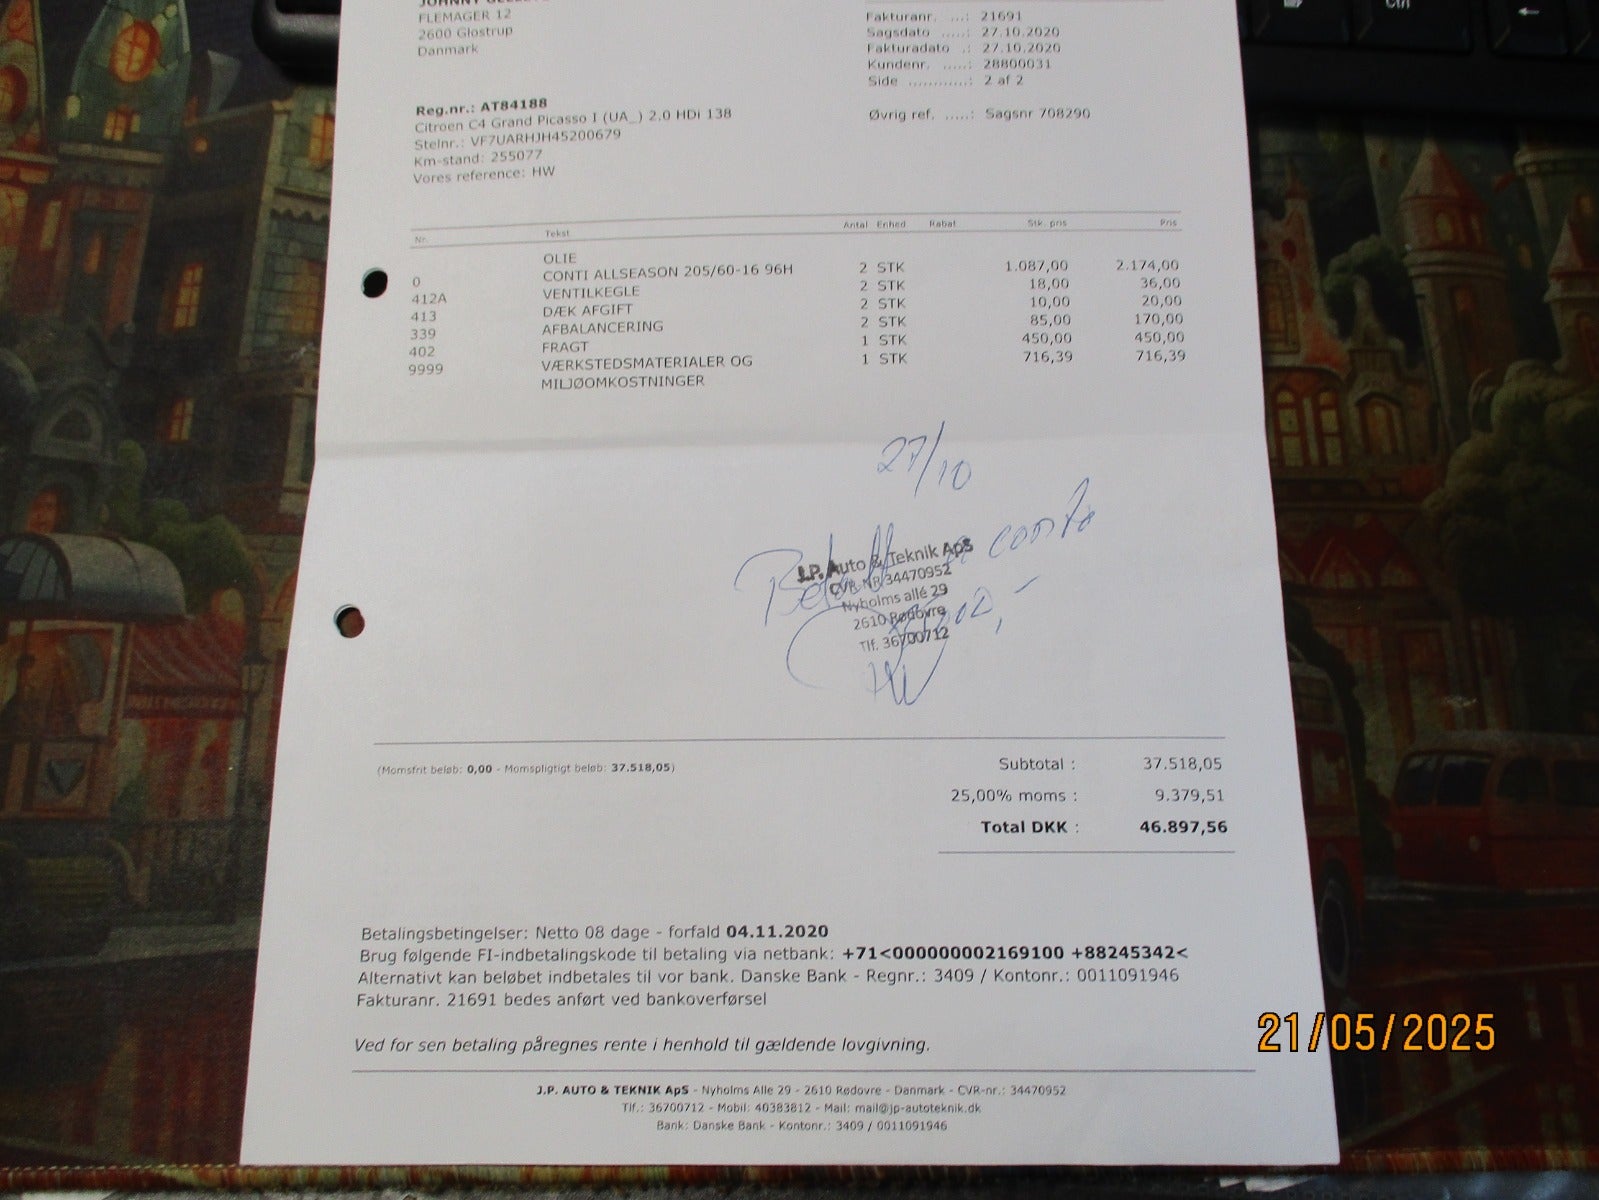 FLEMAGER 12
2600 Glostrup
Danmark
Fakturanr. ...: 21691
Sagsdato .....: 27.10.2020
Fakturadato .: 27.10.2020
Kundenr. .....: 28800031
Side ............: 2 af 2
Øvrig ref. .....: Sagsnr 708290
Reg.nr.: AT84188
Citroen C4 Grand Picasso I (UA_) 2,0 HDi 138
Stelnr.: VF7UARHJH45200679
Km-stand: 255077
Vores reference: HW
Nr. Tekst Antal Enhed Rabat Stk. pris Pris
OLIE
0 CONTI ALLSEASON 205/60-16 96H 2 STK 1.087,00 2.174,00
412A VENTILKEGLE 2 STK 18,00 36,00
413 DÆK AFGIFT 2 STK 10,00 20,00
339 AFBALANCERING 2 STK 85,00 170,00
402 FRAGT 1 STK 450,00 450,00
9999 VÆRKSTEDSMATERIALER OG 1 STK 716,39 716,39
MILJØOMKOSTNINGER
27/10
Betalt a conto
J.P. Auto & Teknik ApS
CVR-NR 34470952
Nyholms allé 29
2610 Rødovre
Tlf. 36700712
HW
(Momsfrit beløb: 0,00 - Momspligtigt beløb: 37.518,05)
Subtotal : 37.518,05
25,00% moms : 9.379,51
Total DKK : 46.897,56
Betalingsbetingelser: Netto 08 dage - forfald 04.11.2020
Brug følgende FI-indbetalingskode til betaling via netbank: +71<000000002169100 +88245342<
Alternativt kan beløbet indbetales til vor bank. Danske Bank - Regnr.: 3409 / Kontonr.: 0011091946
Fakturanr. 21691 bedes anført ved bankoverførsel
Ved for sen betaling påregnes rente i henhold til gældende lovgivning.
J.P. AUTO & TEKNIK ApS - Nyholms Alle 29 - 2610 Rødovre - Danmark - CVR-nr.: 34470952
Tlf.: 36700712 - Mobil: 40383812 - Mail: mail@jp-autoteknik.dk
Bank: Danske Bank - Kontonr.: 3409 / 0011091946
Ctrl
21/05/2025